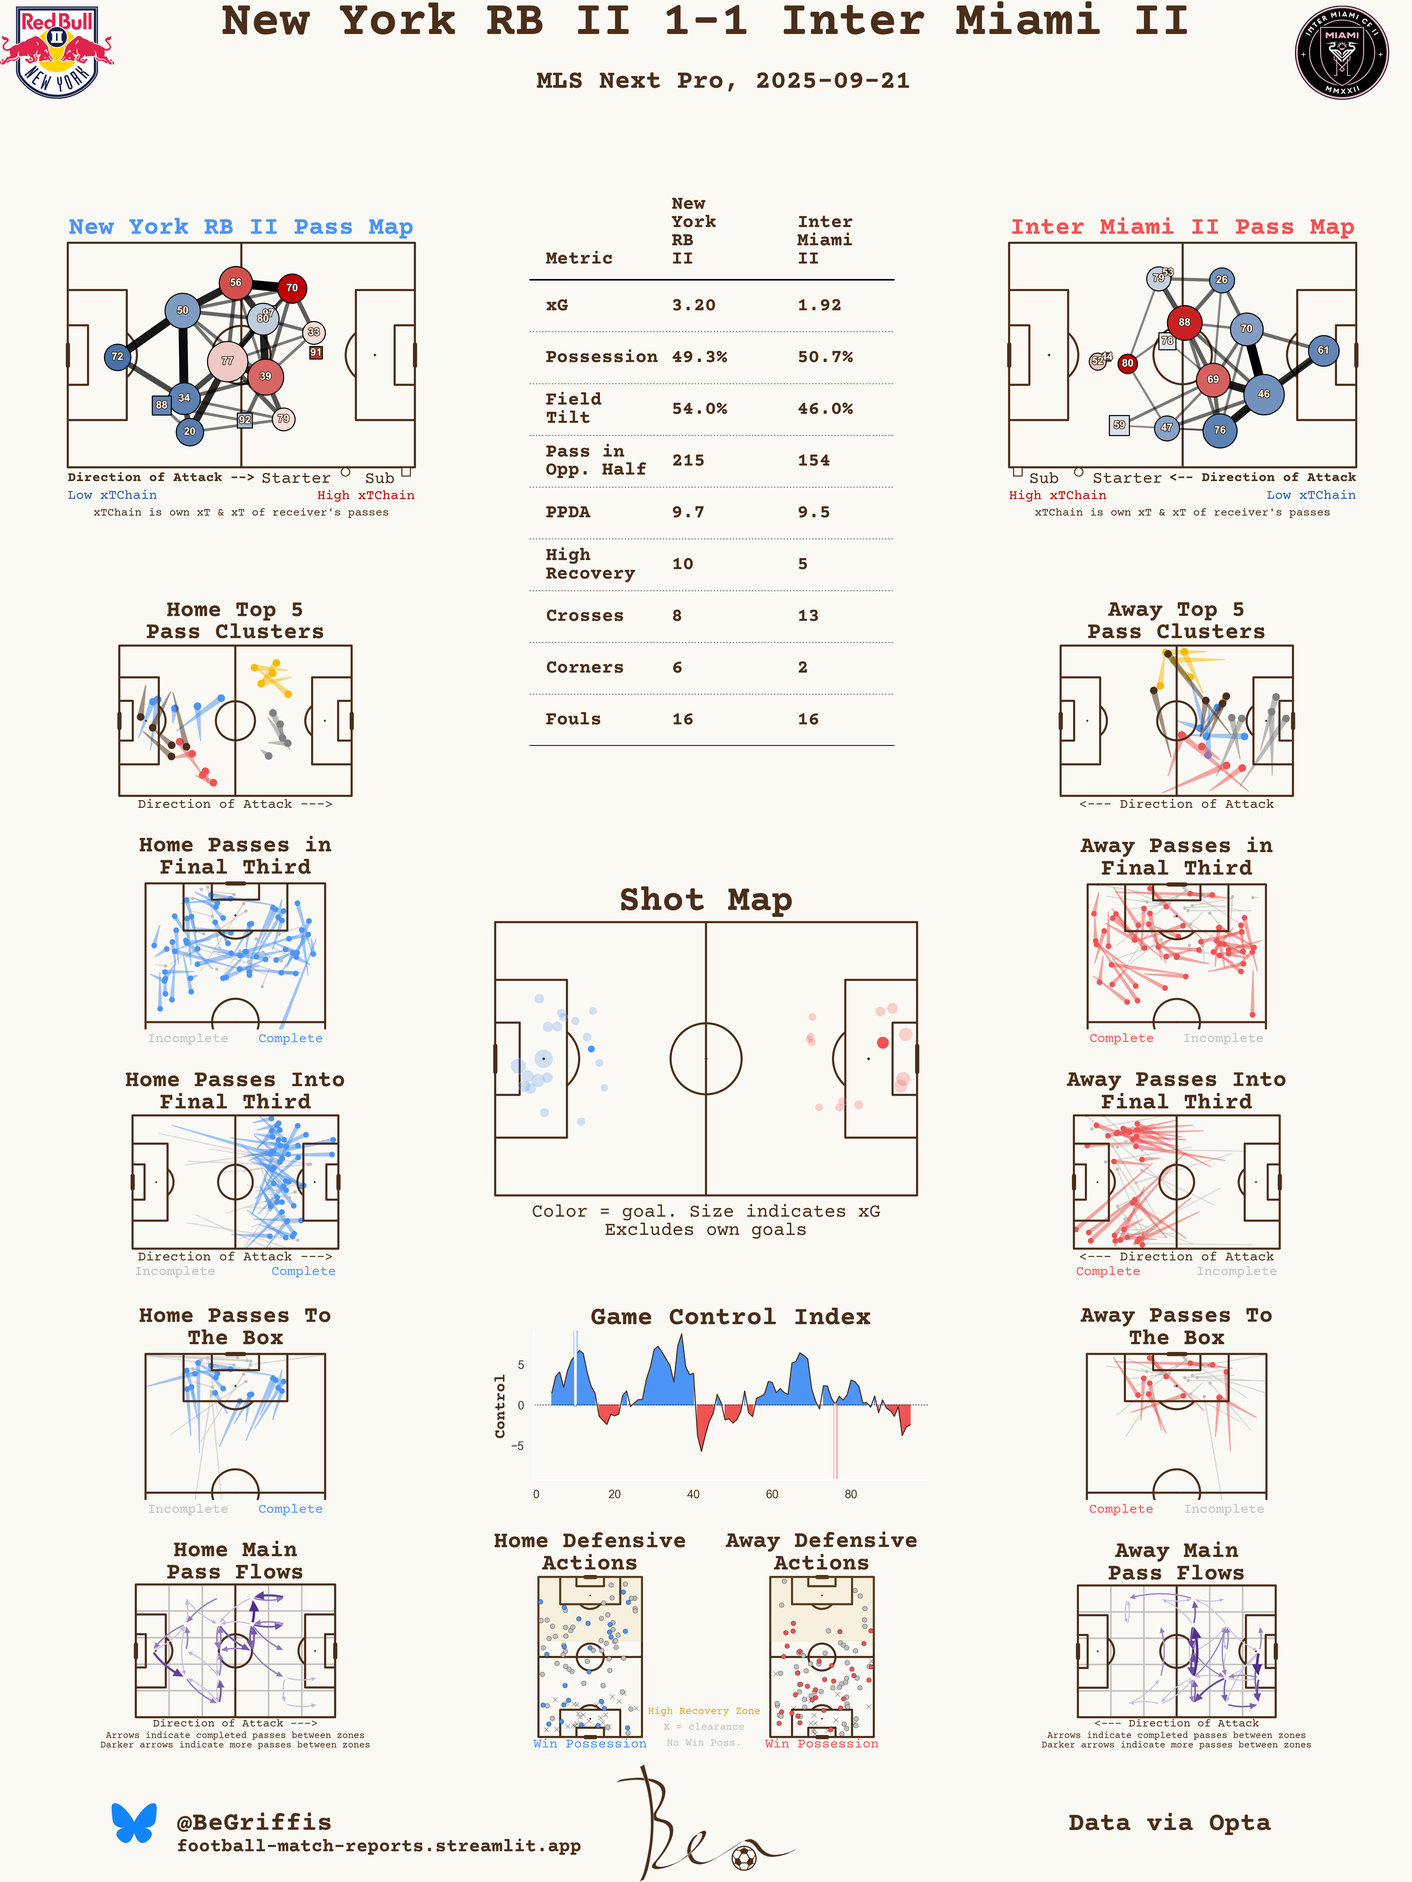 New York RB II 1-1 Inter Miami II
MLS Next Pro, 2025-09-21
Red Bull
II
NEW YORK
INTER MIAMI CF II
MIAMI
MMXXII
New York RB II Pass Map
56
70
50
80
97
33
91
72
77
39
34
88
92
79
20
Direction of Attack --> Starter Sub
Low xTChain High xTChain
xTChain is own xT & xT of receiver's passes
Metric New York RB II Inter Miami II
xG 3.20 1.92
Possession 49.3% 50.7%
Field Tilt 54.0% 46.0%
Pass in Opp. Half 215 154
PPDA 9.7 9.5
High Recovery 10 5
Crosses 8 13
Corners 6 2
Fouls 16 16
Inter Miami II Pass Map
79
53
26
88
70
78
61
52
44
80
69
46
59
47
76
Sub Starter <-- Direction of Attack
High xTChain Low xTChain
xTChain is own xT & xT of receiver's passes
Home Top 5
Pass Clusters
Direction of Attack --->
Away Top 5
Pass Clusters
<--- Direction of Attack
Home Passes in
Final Third
Incomplete Complete
Away Passes in
Final Third
Complete Incomplete
Shot Map
Color = goal. Size indicates xG
Excludes own goals
Home Passes Into
Final Third
Direction of Attack --->
Incomplete Complete
Away Passes Into
Final Third
<--- Direction of Attack
Complete Incomplete
Home Passes To
The Box
Incomplete Complete
Game Control Index
Control
5
0
−5
0 20 40 60 80
Away Passes To
The Box
Complete Incomplete
Home Main
Pass Flows
Direction of Attack --->
Arrows indicate completed passes between zones
Darker arrows indicate more passes between zones
Home Defensive
Actions
Win Possession
High Recovery Zone
X = clearance
No Win Poss.
Away Defensive
Actions
Win Possession
Away Main
Pass Flows
<--- Direction of Attack
Arrows indicate completed passes between zones
Darker arrows indicate more passes between zones
@BeGriffis
football-match-reports.streamlit.app
Ben
Data via Opta